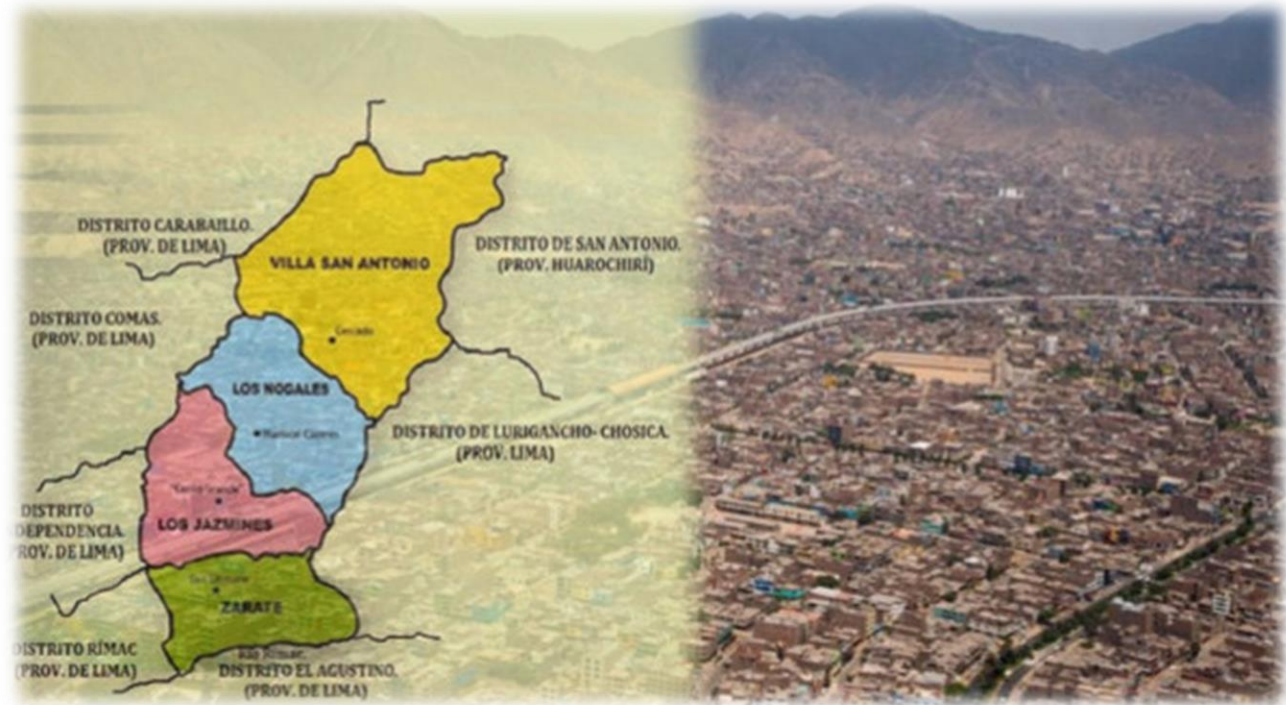 DISTRITO CARABAILLO.
(PROV. DE LIMA)
DISTRITO DE SAN ANTONIO.
(PROV. HUAROCHIRÍ)
VILLA SAN ANTONIO
Cercado
DISTRITO COMAS.
(PROV. DE LIMA)
LOS NOGALES
DISTRITO DE LURIGANCHO- CHOSICA.
(PROV. LIMA)
LOS JAZMINES
DISTRITO
DEPENDENCIA.
PROV. DE LIMA)
ZARATE
DISTRITO RÍMAC
(PROV. DE LIMA)
DISTRITO EL AGUSTINO.
(PROV. DE LIMA)